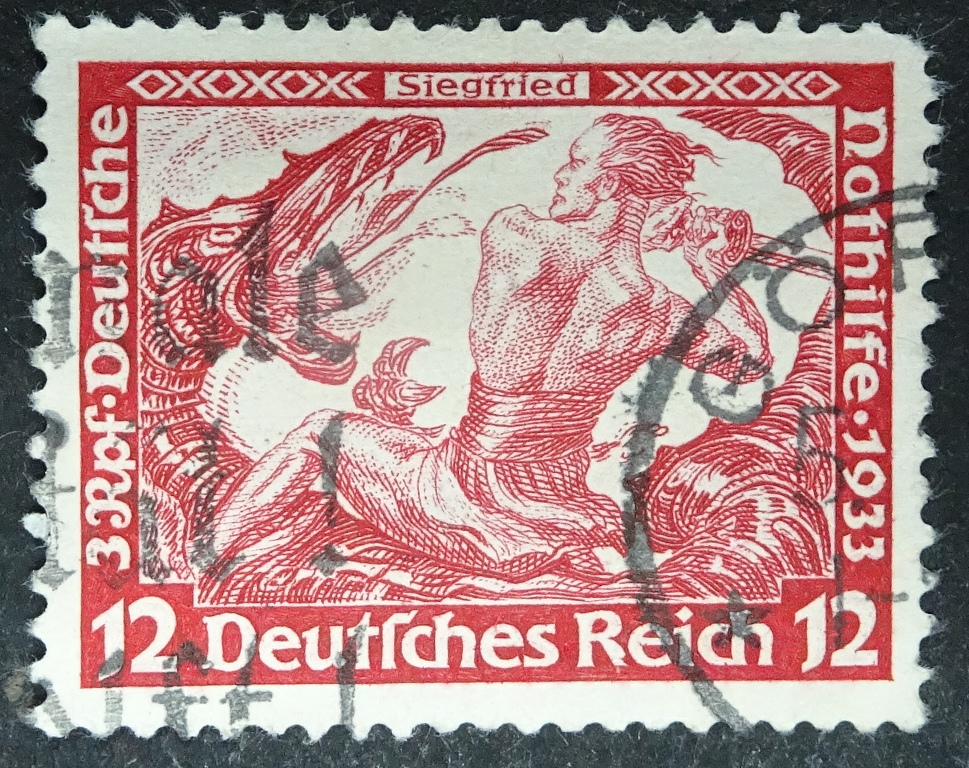 Siegfried
3 Rpf. Deutſche
Nothilfe. 1933
12 Deutſches Reich 12